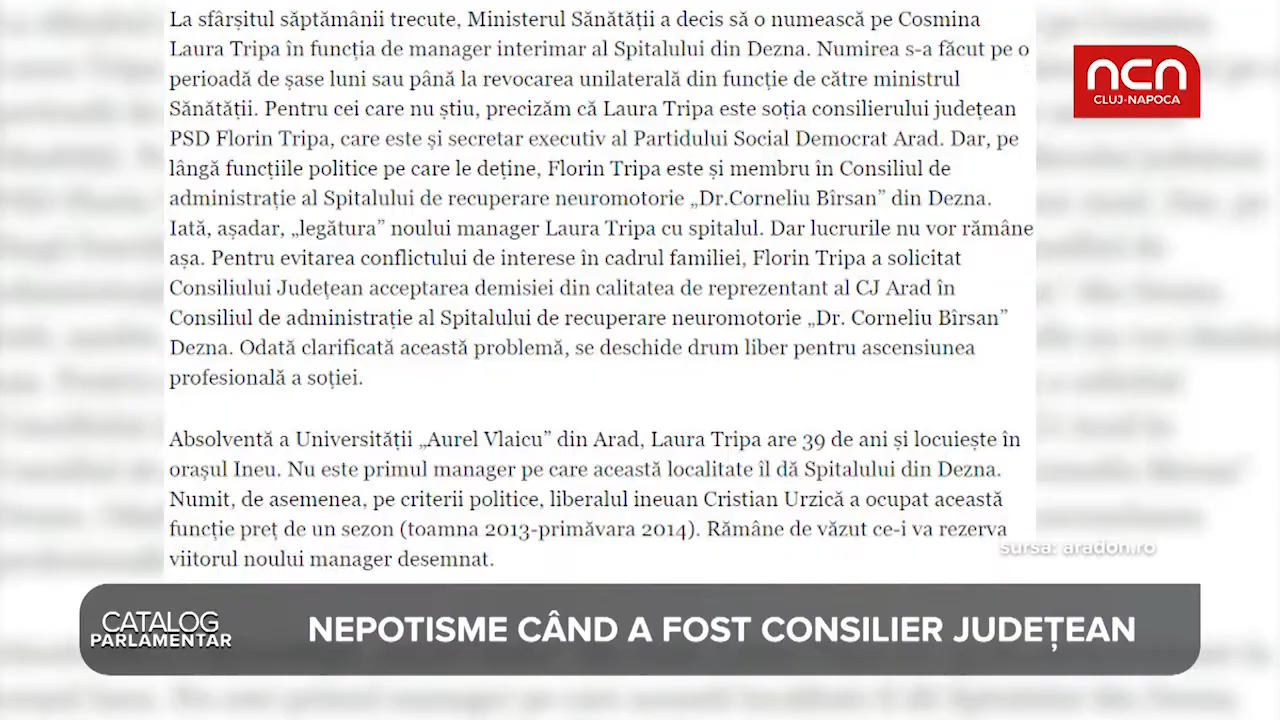 La sfârșitul săptămânii trecute, Ministerul Sănătății a decis să o numească pe Cosmina
Laura Tripa în funcția de manager interimar al Spitalului din Dezna. Numirea s-a făcut pe o
perioadă de șase luni sau până la revocarea unilaterală din funcție de către ministrul
Sănătății. Pentru cei care nu știu, precizăm că Laura Tripa este soția consilierului județean
PSD Florin Tripa, care este și secretar executiv al Partidului Social Democrat Arad. Dar, pe
lângă funcțiile politice pe care le deține, Florin Tripa este și membru în Consiliul de
administrație al Spitalului de recuperare neuromotorie „Dr.Corneliu Bîrsan” din Dezna.
Iată, așadar, „legătura” noului manager Laura Tripa cu spitalul. Dar lucrurile nu vor rămâne
așa. Pentru evitarea conflictului de interese în cadrul familiei, Florin Tripa a solicitat
Consiliului Județean acceptarea demisiei din calitatea de reprezentant al CJ Arad în
Consiliul de administrație al Spitalului de recuperare neuromotorie „Dr. Corneliu Bîrsan”
Dezna. Odată clarificată această problemă, se deschide drum liber pentru ascensiunea
profesională a soției.
Absolventă a Universității „Aurel Vlaicu” din Arad, Laura Tripa are 39 de ani și locuiește în
orașul Ineu. Nu este primul manager pe care această localitate îl dă Spitalului din Dezna.
Numit, de asemenea, pe criterii politice, liberalul ineuan Cristian Urzică a ocupat această
funcție preț de un sezon (toamna 2013-primăvara 2014). Rămâne de văzut ce-i va rezerva
viitorul noului manager desemnat.
ncn
CLUJ-NAPOCA
sursa: aradon.ro
CATALOG
PARLAMENTAR
NEPOTISME CÂND A FOST CONSILIER JUDEȚEAN